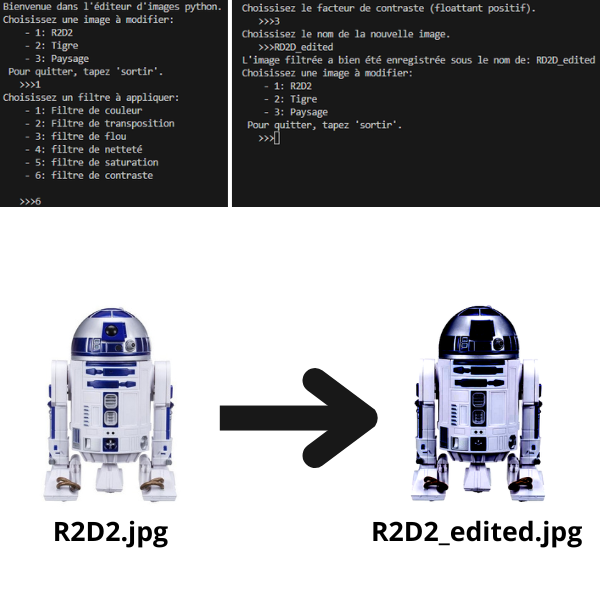 Bienvenue dans l'éditeur d'images python.
Choisissez une image à modifier:
- 1: R2D2
- 2: Tigre
- 3: Paysage
Pour quitter, tapez 'sortir'.
>>>1
Choisissez un filtre à appliquer:
- 1: Filtre de couleur
- 2: Filtre de transposition
- 3: filtre de flou
- 4: filtre de netteté
- 5: filtre de saturation
- 6: filtre de contraste
>>>6
Choississez le facteur de contraste (floattant positif).
>>>3
Choississez le nom de la nouvelle image.
>>>RD2D_edited
L'image filtrée a bien été enregistrée sous le nom de: RD2D_edited
Choisissez une image à modifier:
- 1: R2D2
- 2: Tigre
- 3: Paysage
Pour quitter, tapez 'sortir'.
>>>
R2D2.jpg
R2D2_edited.jpg